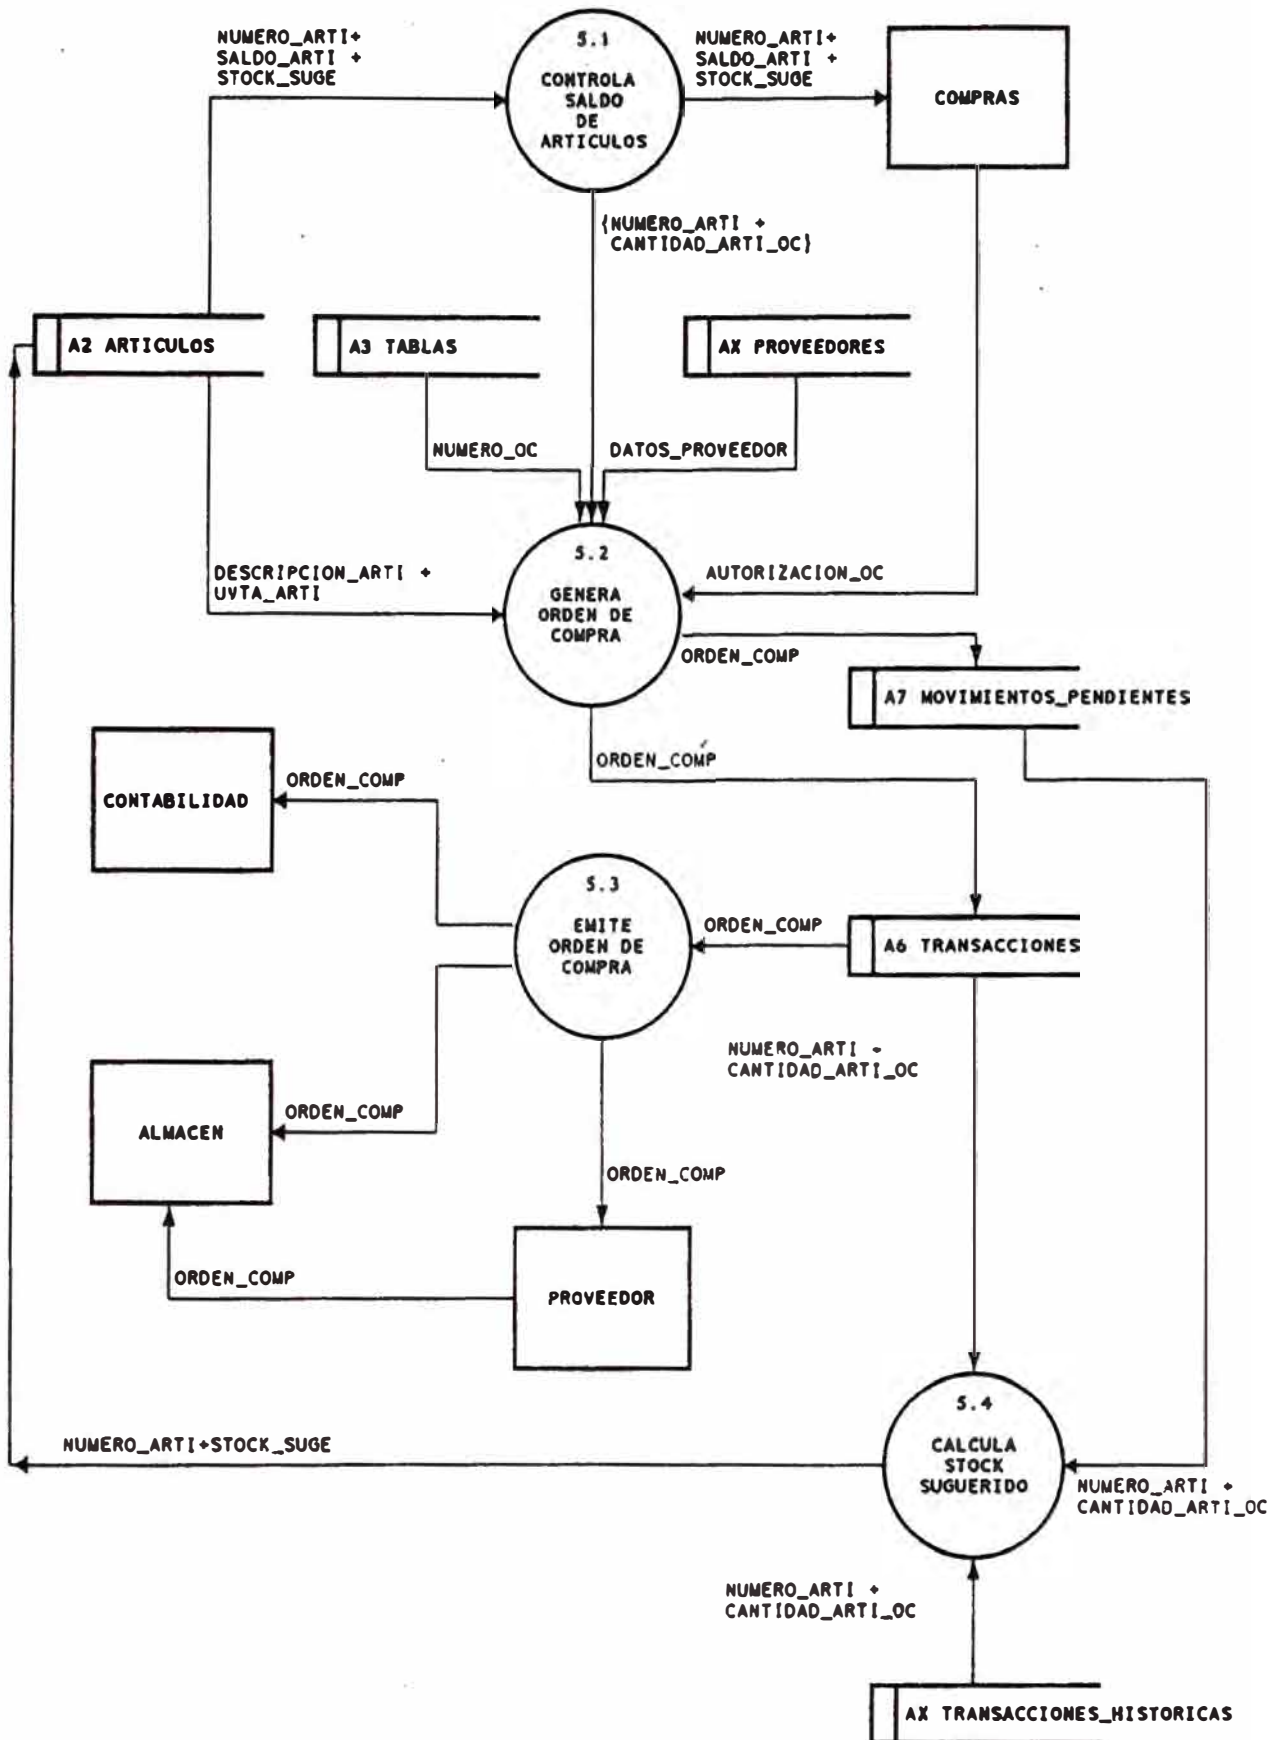 NUMERO_ARTI+
SALDO_ARTI +
STOCK_SUGE
5.1
CONTROLA
SALDO
DE
ARTICULOS
NUMERO_ARTI+
SALDO_ARTI +
STOCK_SUGE
COMPRAS
{NUMERO_ARTI +
CANTIDAD_ARTI_OC}
A2 ARTICULOS
A3 TABLAS
AX PROVEEDORES
NUMERO_OC
DATOS_PROVEEDOR
5.2
GENERA
ORDEN DE
COMPRA
DESCRIPCION_ARTI +
UVTA_ARTI
AUTORIZACION_OC
ORDEN_COMP
A7 MOVIMIENTOS_PENDIENTES
ORDEN_COMP
ORDEN_COMP
CONTABILIDAD
5.3
EMITE
ORDEN DE
COMPRA
ORDEN_COMP
A6 TRANSACCIONES
NUMERO_ARTI -
CANTIDAD_ARTI_OC
ORDEN_COMP
ALMACEN
ORDEN_COMP
ORDEN_COMP
PROVEEDOR
5.4
CALCULA
STOCK
SUGUERIDO
NUMERO_ARTI+STOCK_SUGE
NUMERO_ARTI +
CANTIDAD_ARTI_OC
NUMERO_ARTI +
CANTIDAD_ARTI_OC
AX TRANSACCIONES_HISTORICAS